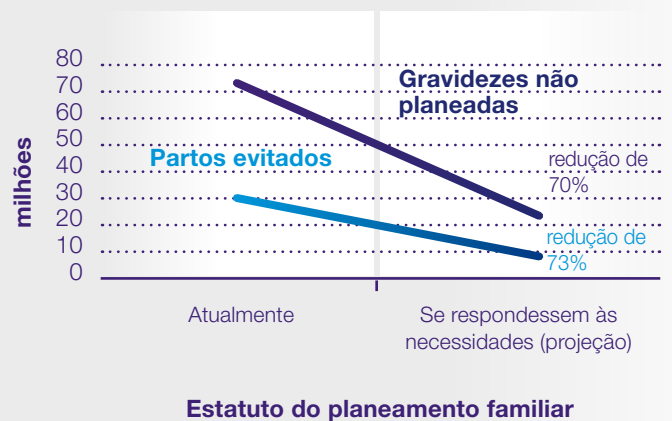 80
70
60
50
40
30
20
10
0
milhões
Gravidezes não
planeadas
Partos evitados
redução de
70%
redução de
73%
Atualmente
Se respondessem às
necessidades (projeção)
Estatuto do planeamento familiar